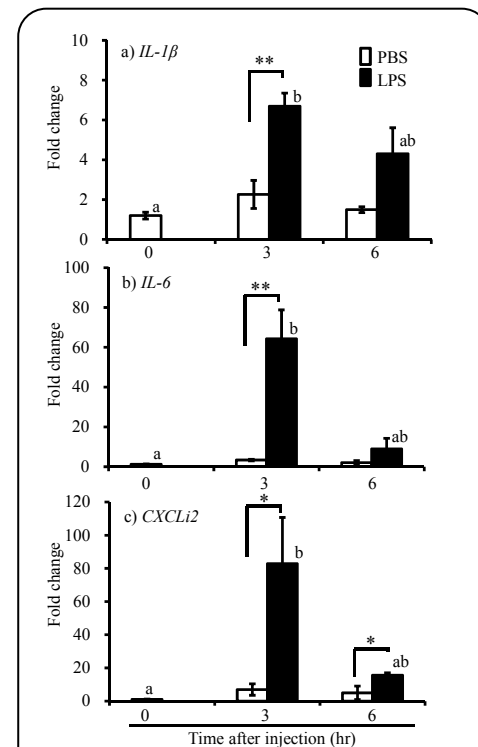 a) IL-1β
PBS
LPS
Fold change
10
8
6
4
2
0
a
**
b
ab
0 3 6
b) IL-6
Fold change
100
80
60
40
20
0
a
**
b
ab
0 3 6
c) CXCLi2
Fold change
120
100
80
60
40
20
0
a
*
b
*
ab
0 3 6
Time after injection (hr)